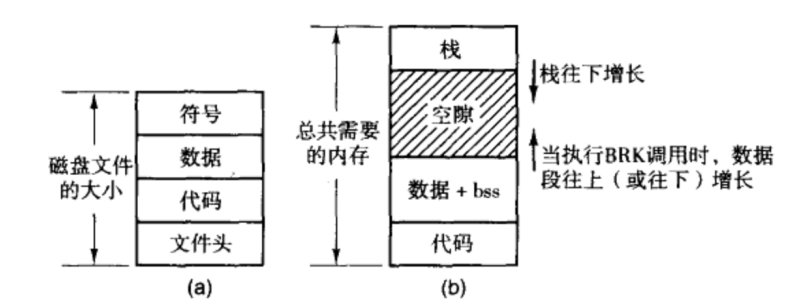 磁盘文件
的大小
符号
数据
代码
文件头
(a)
总共需要
的内存
栈
空隙
数据 + bss
代码
(b)
栈往下增长
当执行BRK调用时，数据
段往上（或往下）增长